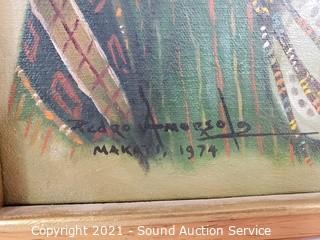 Pedro Amorsolo
MAKATI, 1974
Copyright 2021 - Sound Auction Service